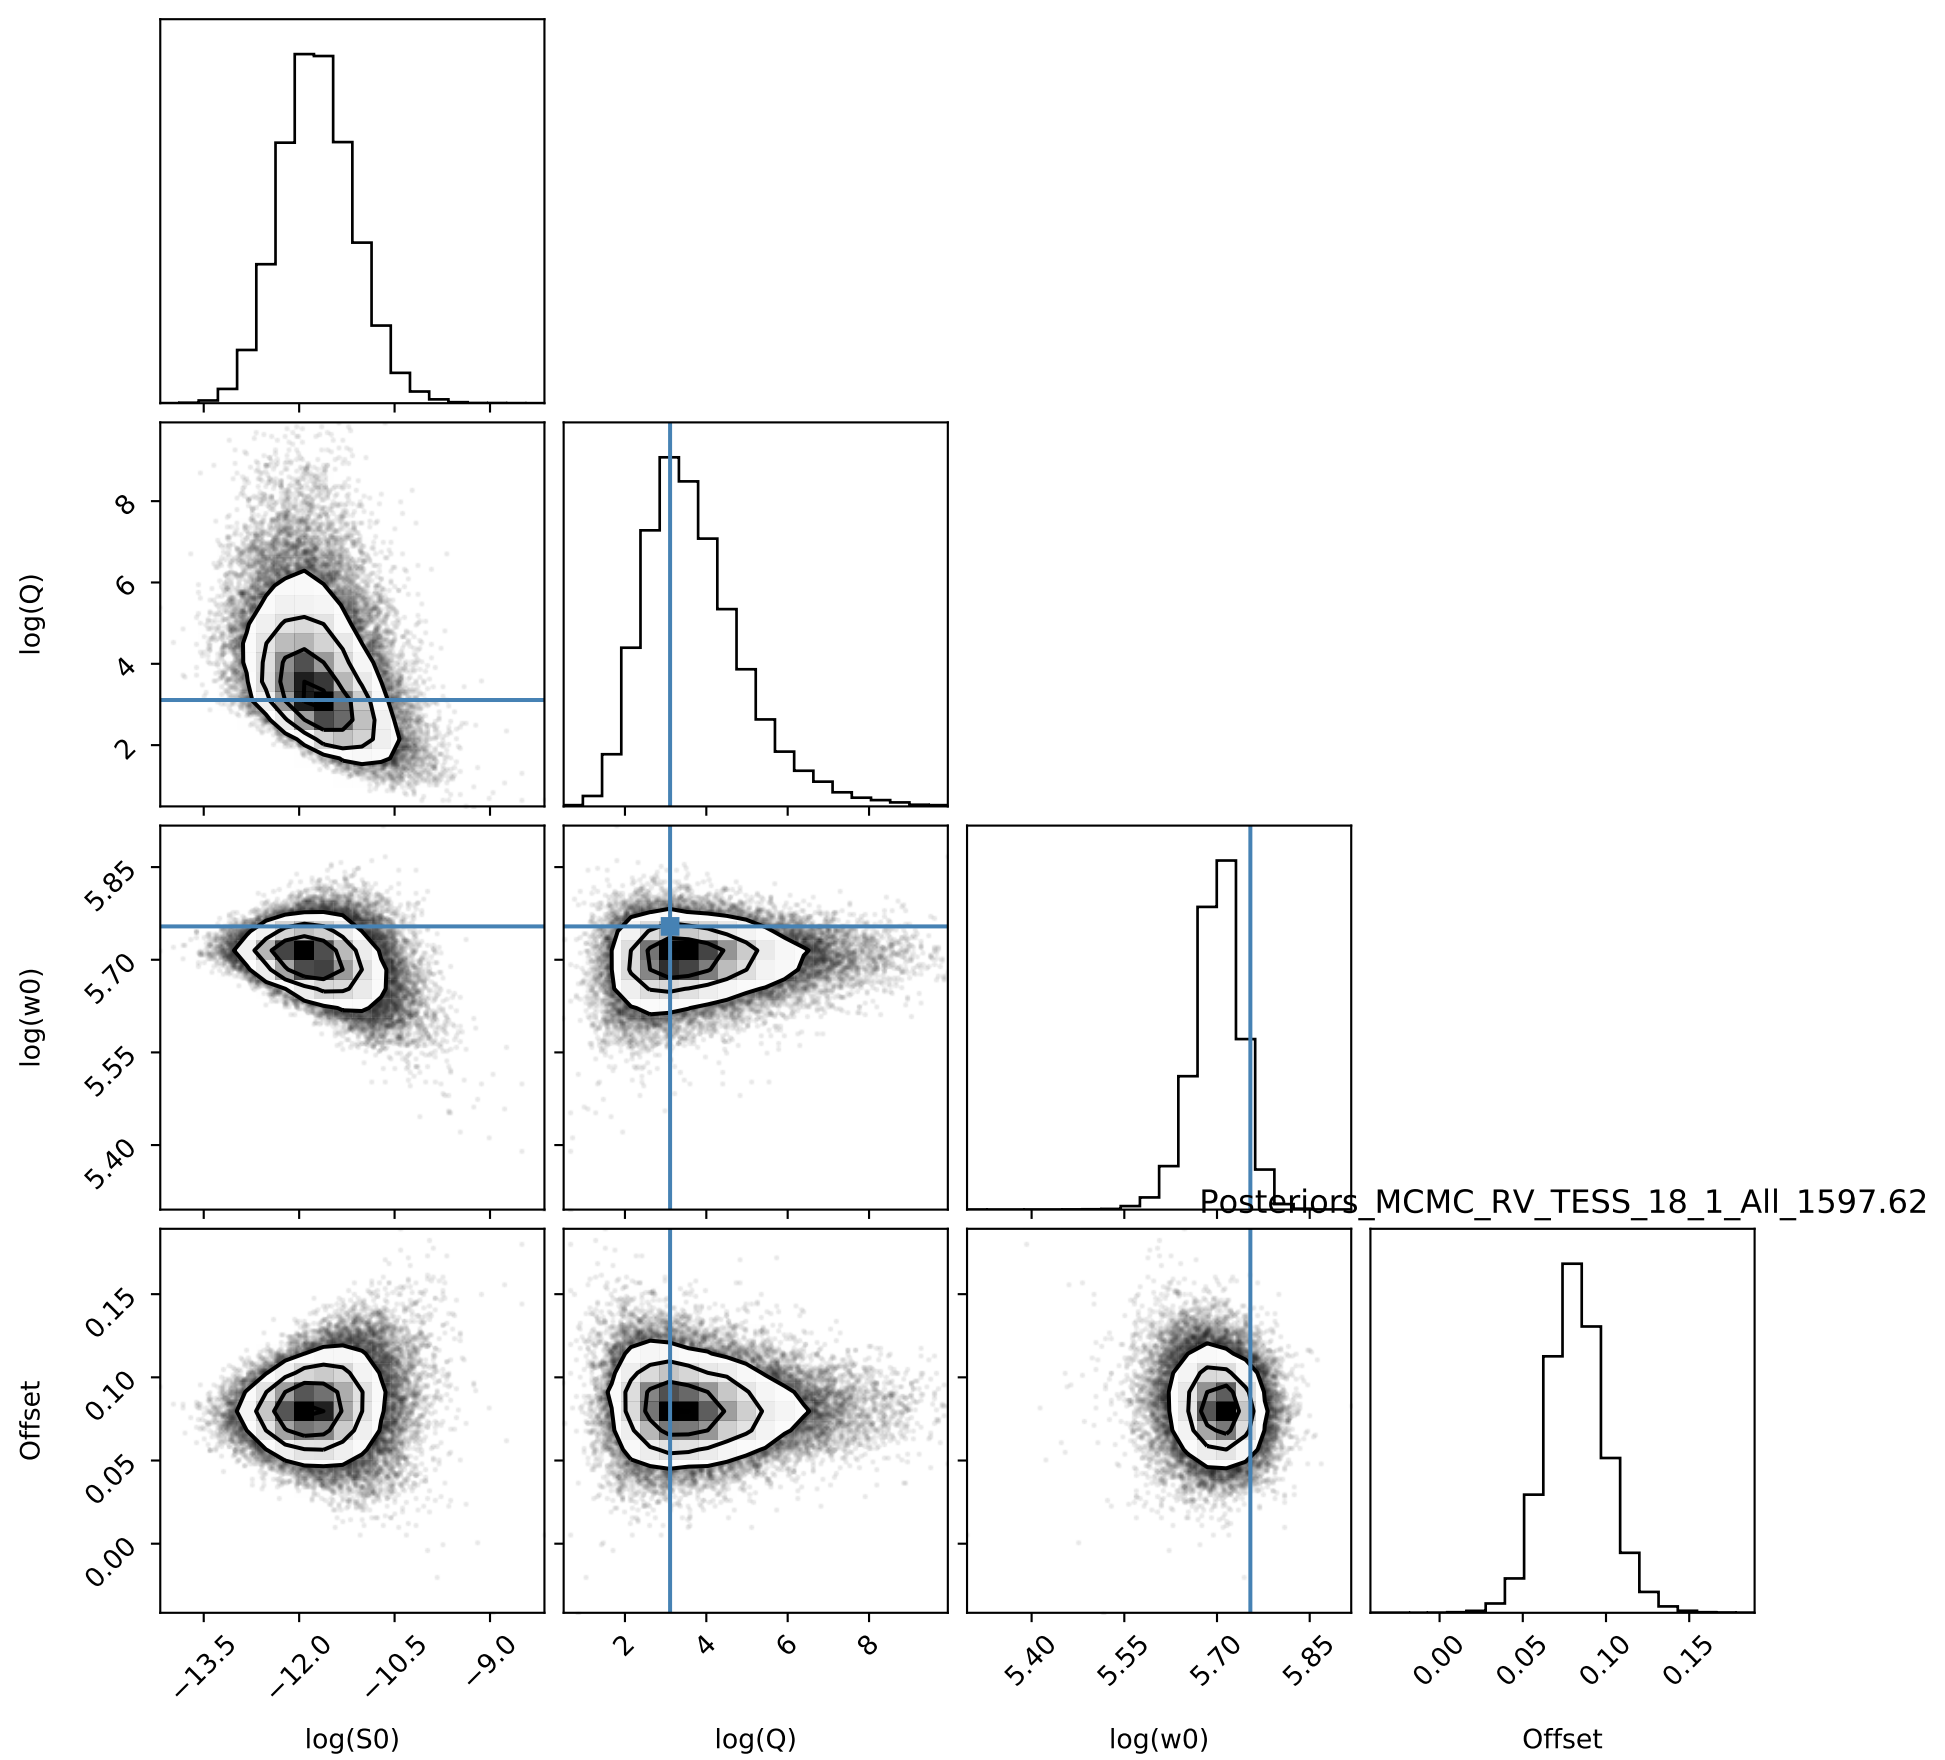 log(Q)
8
6
4
2
log(w0)
5.85
5.70
5.55
5.40
Posteriors_MCMC_RV_TESS_18_1_All_1597.62
Offset
0.15
0.10
0.05
0.00
−13.5 −12.0 −10.5 −9.0 2 4 6 8 5.40 5.55 5.70 5.85 0.00 0.05 0.10 0.15
log(S0) log(Q) log(w0) Offset